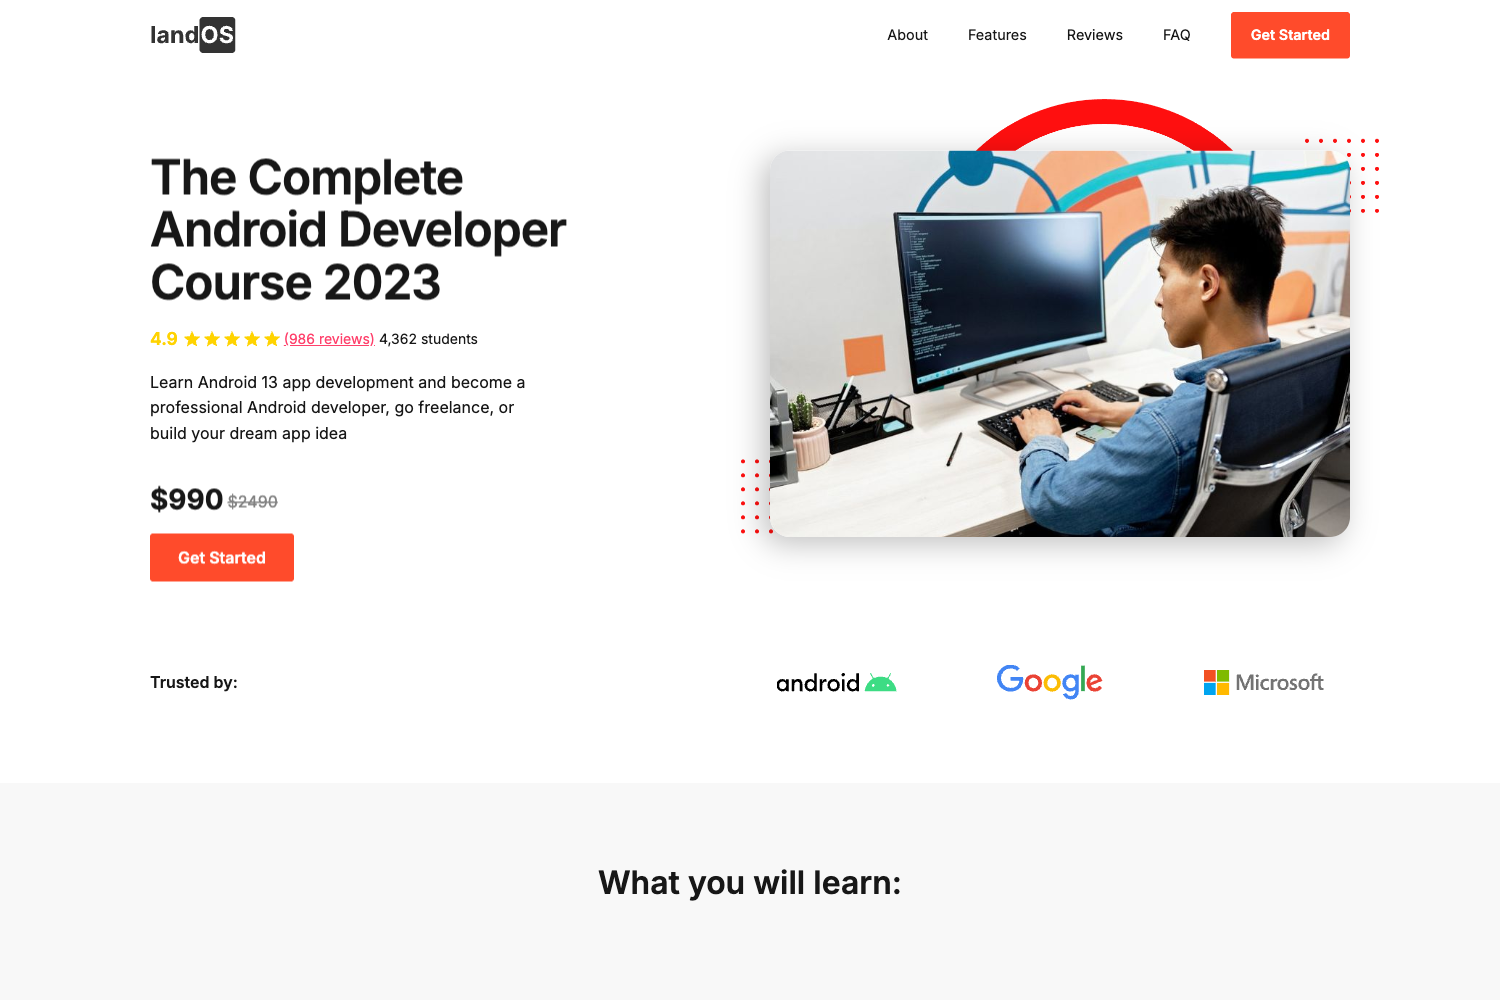 landOS
About
Features
Reviews
FAQ
Get Started
The Complete
Android Developer
Course 2023
4.9 ★★★★★ (986 reviews) 4,362 students
Learn Android 13 app development and become a
professional Android developer, go freelance, or
build your dream app idea
$990 $2490
Get Started
Trusted by:
android
Google
Microsoft
What you will learn: